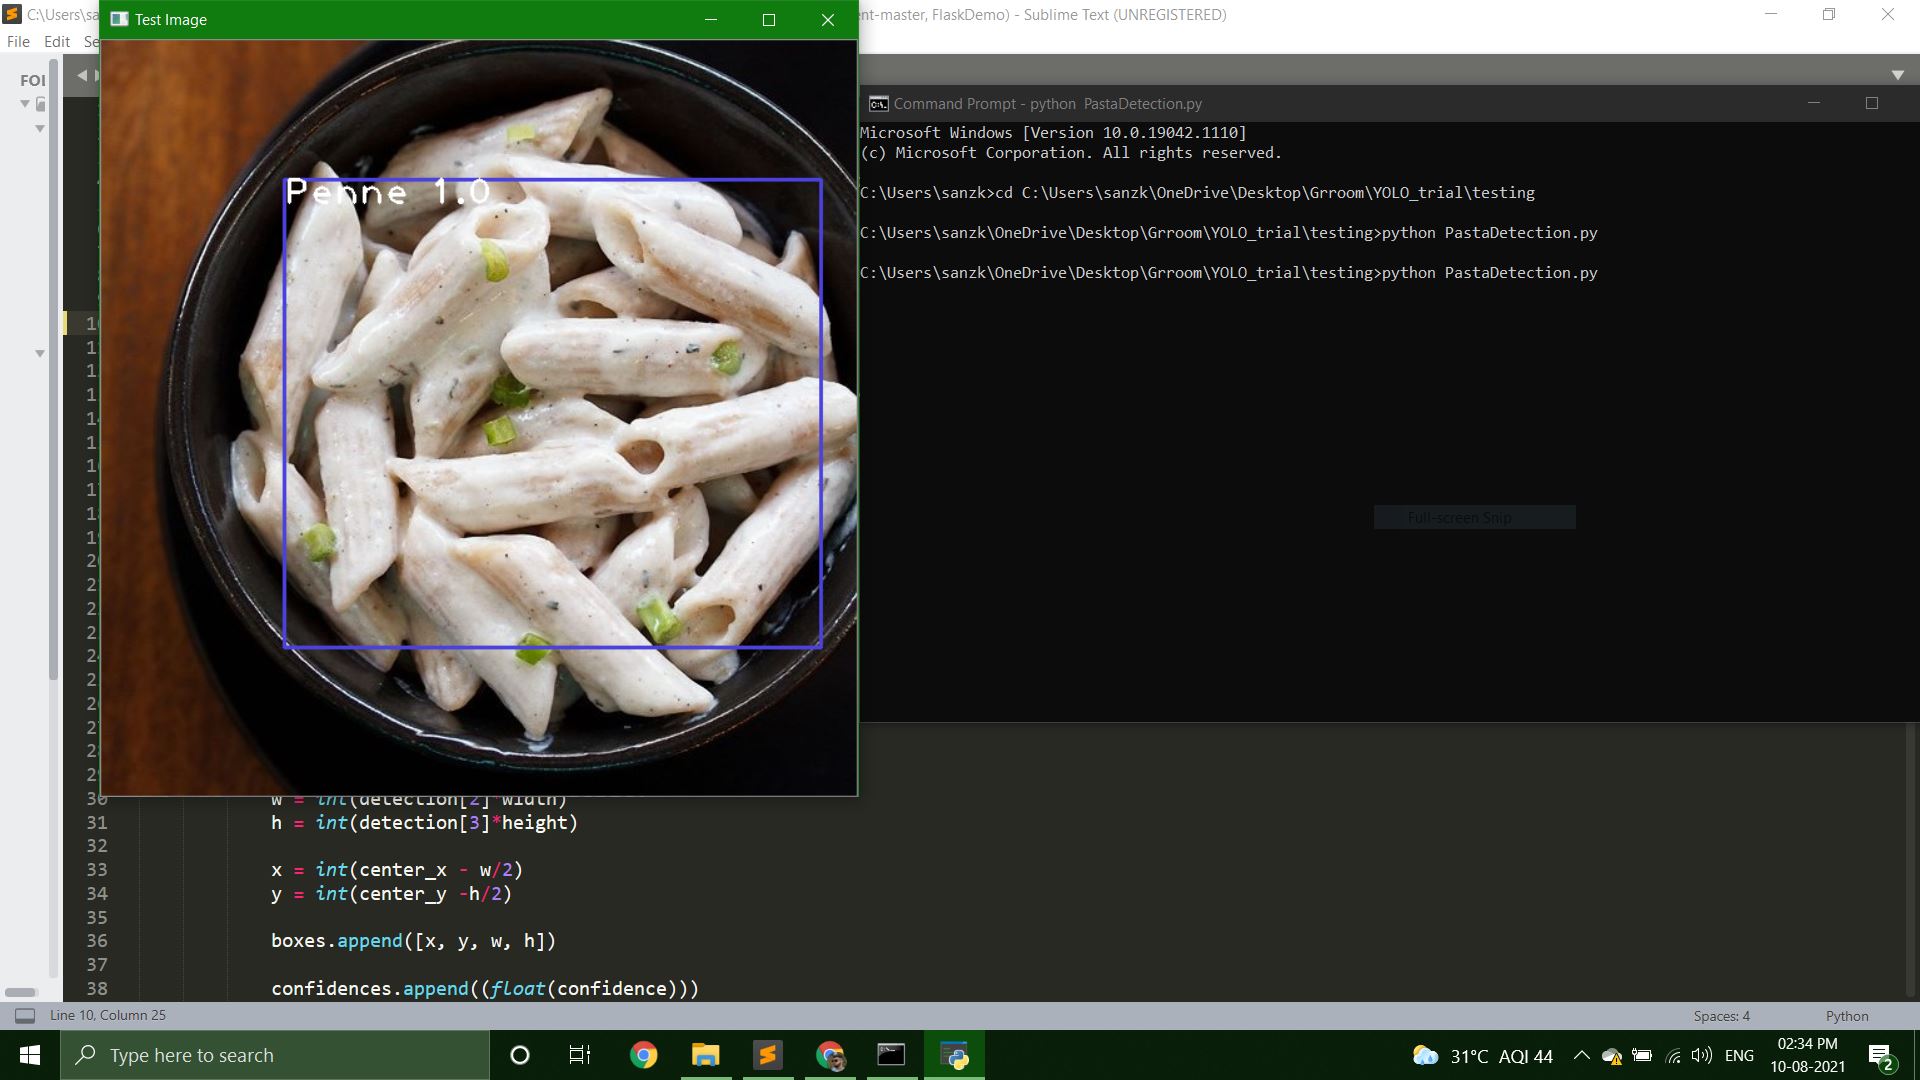 C:\Users\sa
ent-master, FlaskDemo) - Sublime Text (UNREGISTERED)
Test Image
File Edit Se
FOL
Penne 1.0
Command Prompt - python PastaDetection.py
Microsoft Windows [Version 10.0.19042.1110]
(c) Microsoft Corporation. All rights reserved.
C:\Users\sanzk>cd C:\Users\sanzk\OneDrive\Desktop\Grroom\YOLO_trial\testing
C:\Users\sanzk\OneDrive\Desktop\Grroom\YOLO_trial\testing>python PastaDetection.py
C:\Users\sanzk\OneDrive\Desktop\Grroom\YOLO_trial\testing>python PastaDetection.py
Full-screen Snip
30 w = int(detection[2]*width)
31 h = int(detection[3]*height)
32
33 x = int(center_x - w/2)
34 y = int(center_y -h/2)
35
36 boxes.append([x, y, w, h])
37
38 confidences.append((float(confidence)))
Line 10, Column 25
Spaces: 4
Python
Type here to search
31°C AQI 44
ENG
02:34 PM
10-08-2021
2